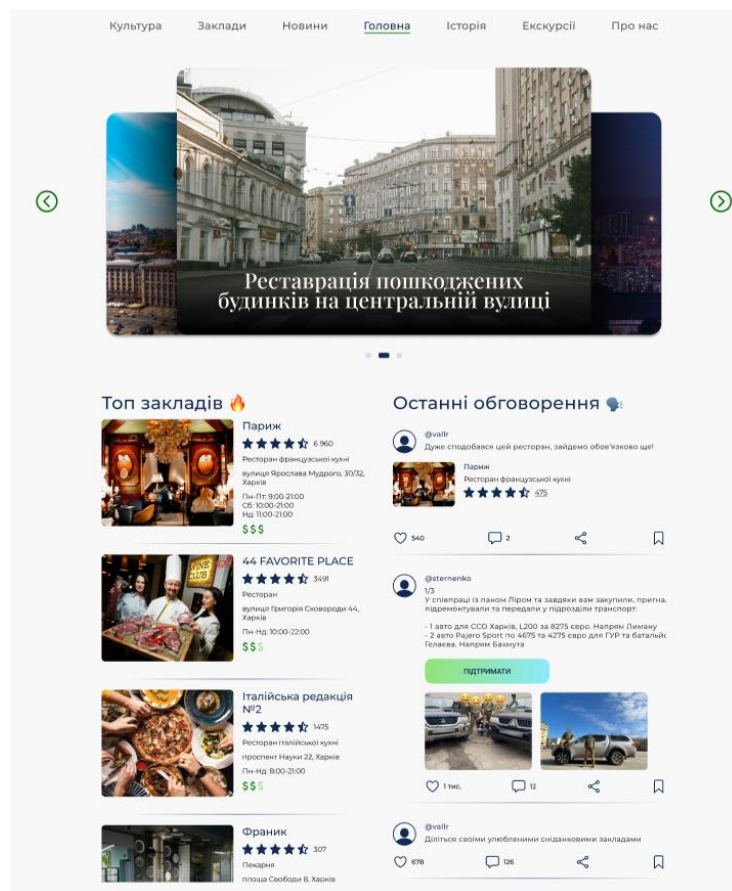 Культура Заклади Новини Головна Історія Екскурсії Про нас
Реставрація пошкоджених
будинків на центральній вулиці
Топ закладів
Париж
6 960
Ресторан французської кухні
вулиця Ярослава Мудрого, 30/32,
Харків
Пн-Пт: 9:00-21:00
Сб: 10:00-21:00
Нд: 11:00-21:00
$$$
44 FAVORITE PLACE
3491
Ресторан
вулиця Григорія Сковороди 44,
Харків
Пн-Нд: 10:00-22:00
$$$
WINE
CLUB
Італійська редакція
№2
1475
Ресторан італійської кухні
проспект Науки 22, Харків
Пн-Нд: 8:00-21:00
$$$
Франик
307
Пекарня
площа Свободи 8, Харків
Останні обговорення
@vallr
Дуже сподобався цей ресторан, зайдемо обов'язково ще!
Париж
Ресторан французської кухні
475
540 2
@sternenko
1/3
У співпраці із паном Ліром та завдяки вам закупили, пригна
підремонтували та передали у підрозділи транспорт:
- 1 авто для ССО Харків, L200 за 8275 євро. Напрям Лиману
- 2 авто Pajero Sport по 4675 та 4275 євро для ГУР та батальйо
Гелаєва. Напрям Бахмута
ПІДТРИМАТИ
1 тис. 12
@vallr
Діліться своїми улюбленими сніданковими закладами
678 126